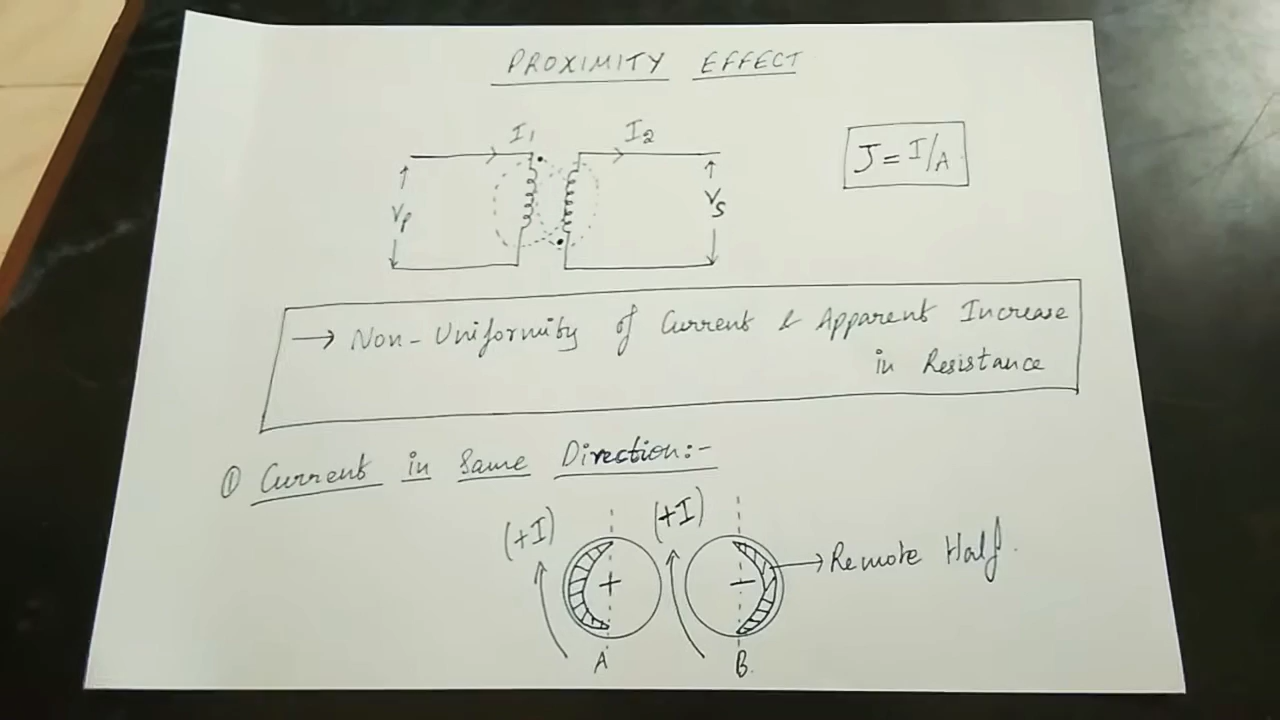 PROXIMITY EFFECT
I1 I2
J = I/A
Vp Vs
→ Non-Uniformity of Current & Apparent Increase
in Resistance
① Current in Same Direction:-
(+I) (+I)
+ −
→ Remote Half.
A B